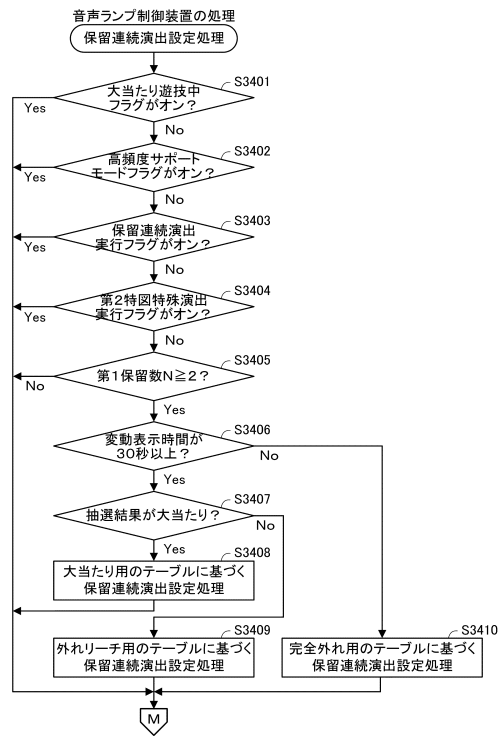 音声ランプ制御装置の処理
保留連続演出設定処理
S3401
大当たり遊技中
フラグがオン？
Yes
No
S3402
高頻度サポート
モードフラグがオン？
Yes
No
S3403
保留連続演出
実行フラグがオン？
Yes
No
S3404
第２特図特殊演出
実行フラグがオン？
Yes
No
S3405
第１保留数Ｎ≧２？
No
Yes
S3406
変動表示時間が
３０秒以上？
No
Yes
S3407
抽選結果が大当たり？
No
Yes
S3408
大当たり用のテーブルに基づく
保留連続演出設定処理
S3409
外れリーチ用のテーブルに基づく
保留連続演出設定処理
S3410
完全外れ用のテーブルに基づく
保留連続演出設定処理
M